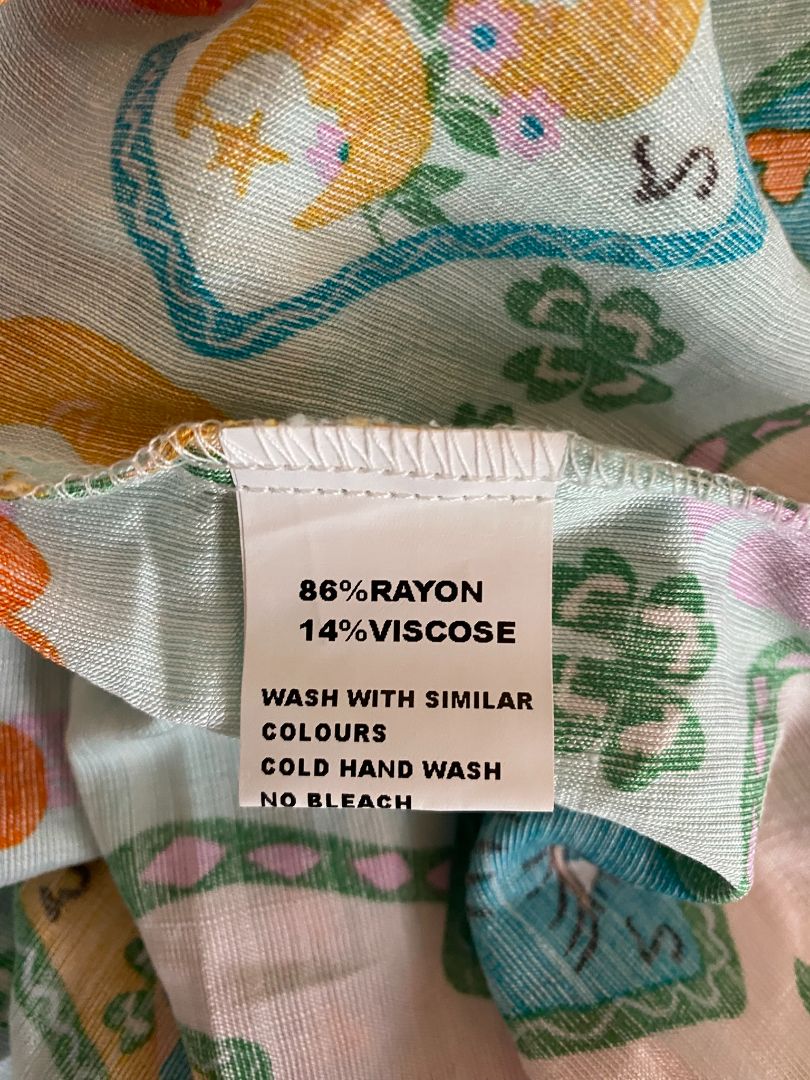 86%RAYON
14%VISCOSE
WASH WITH SIMILAR
COLOURS
COLD HAND WASH
NO BLEACH